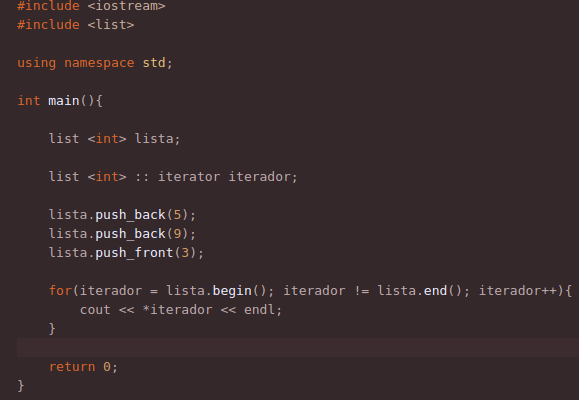 #include <iostream>
#include <list>
using namespace std;
int main(){
list <int> lista;
list <int> :: iterator iterador;
lista.push_back(5);
lista.push_back(9);
lista.push_front(3);
for(iterador = lista.begin(); iterador != lista.end(); iterador++){
cout << *iterador << endl;
}
return 0;
}